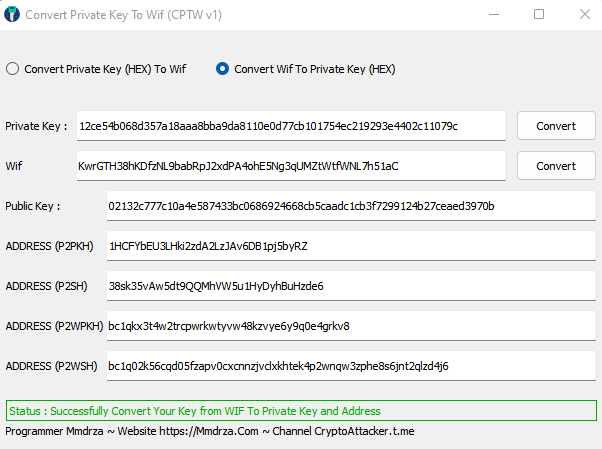 Convert Private Key To Wif (CPTW v1)
Convert Private Key (HEX) To Wif
Convert Wif To Private Key (HEX)
Private Key : 12ce54b068d357a18aaa8bba9da8110e0d77cb101754ec219293e4402c11079c Convert
Wif KwrGTH38hKDfzNL9babRpJ2xdPA4ohE5Ng3qUMZtWtfWNL7h51aC Convert
Public Key : 02132c777c10a4e587433bc0686924668cb5caadc1cb3f7299124b27ceaed3970b
ADDRESS (P2PKH) 1HCFYbEU3LHki2zdA2LzJAv6DB1pj5byRZ
ADDRESS (P2SH) 38sk35vAw5dt9QQMhVW5u1HyDyhBuHzde6
ADDRESS (P2WPKH) bc1qkx3t4w2trcpwrkwtyvw48kzvye6y9q0e4grkv8
ADDRESS (P2WSH) bc1q02k56cqd05fzapv0cxcnnzjvclxkhtek4p2wnqw3zphe8s6jnt2qlzd4j6
Status : Successfully Convert Your Key from WIF To Private Key and Address
Programmer Mmdrza ~ Website https://Mmdrza.Com ~ Channel CryptoAttacker.t.me